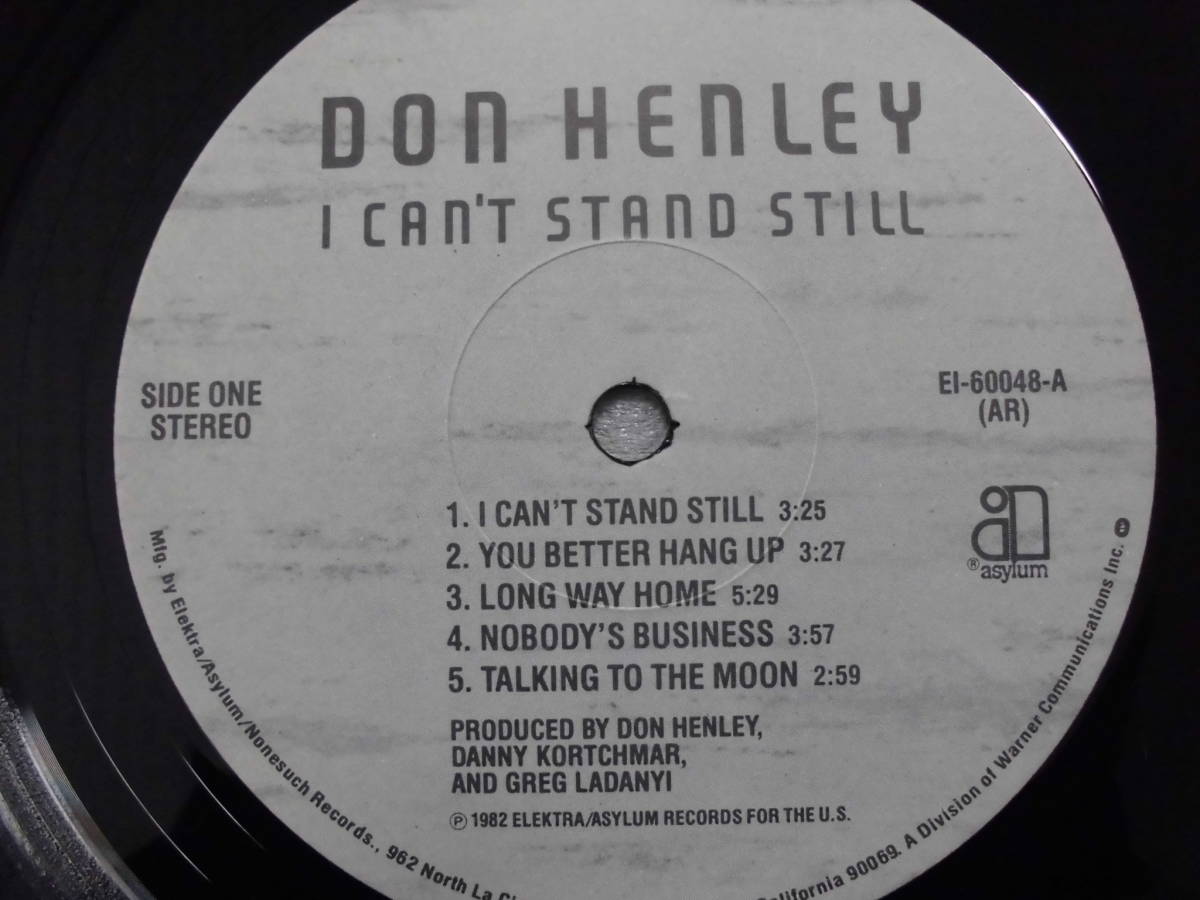 DON HENLEY
I CAN'T STAND STILL
SIDE ONE
STEREO
EI-60048-A
(AR)
1. I CAN'T STAND STILL 3:25
2. YOU BETTER HANG UP 3:27
3. LONG WAY HOME 5:29
4. NOBODY'S BUSINESS 3:57
5. TALKING TO THE MOON 2:59
® asylum
PRODUCED BY DON HENLEY,
DANNY KORTCHMAR,
AND GREG LADANYI
℗ 1982 ELEKTRA/ASYLUM RECORDS FOR THE U.S.
Mfg. by Elektra/Asylum/Nonesuch Records., 962 North La California 90069. A Division of Warner Communications Inc.